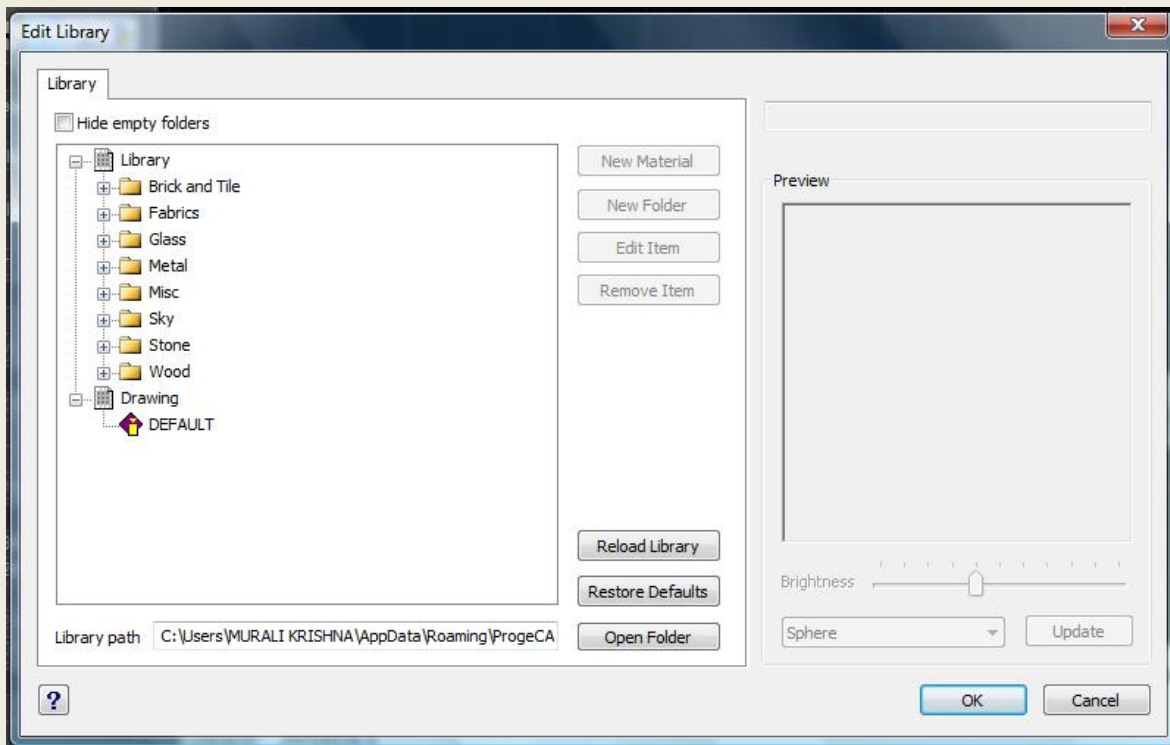 Edit Library
Library
Hide empty folders
Library
Brick and Tile
Fabrics
Glass
Metal
Misc
Sky
Stone
Wood
Drawing
DEFAULT
New Material
New Folder
Edit Item
Remove Item
Reload Library
Restore Defaults
Library path C:\Users\MURALI KRISHNA\AppData\Roaming\ProgeCA
Open Folder
Preview
Brightness
Sphere
Update
?
OK
Cancel